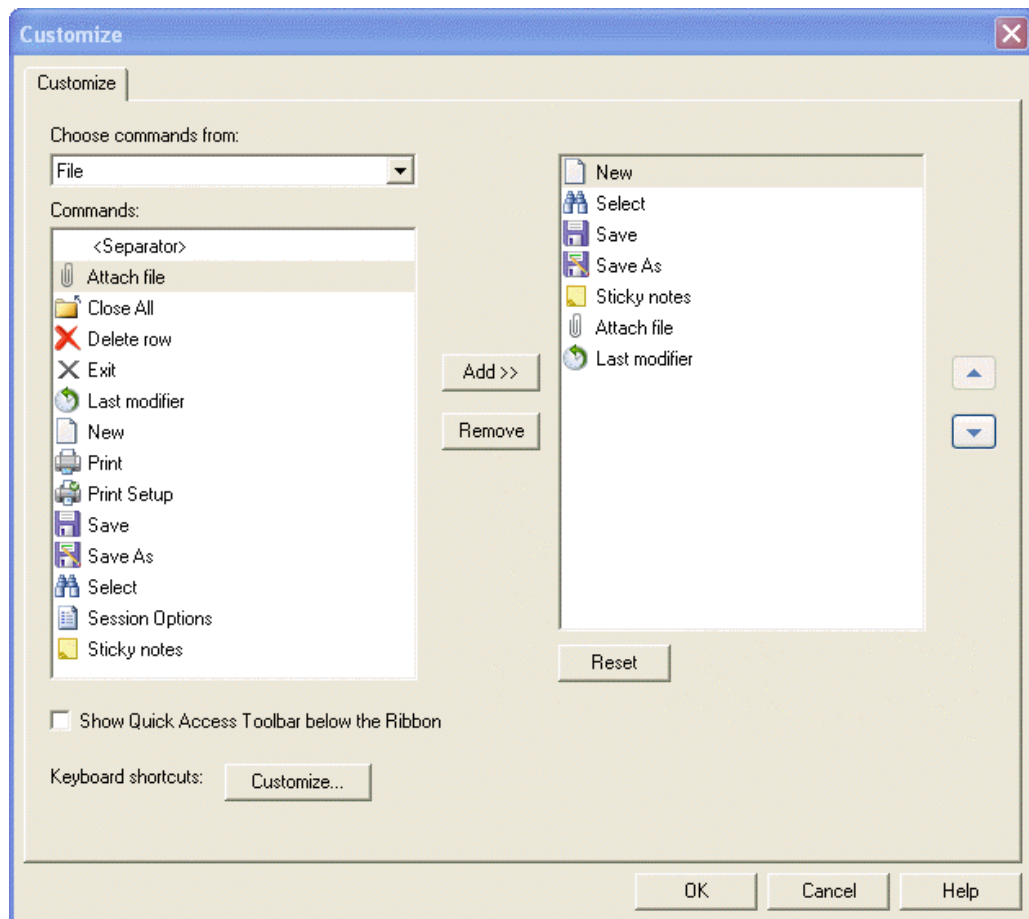 Customize
Customize
Choose commands from:
File
Commands:
<Separator>
Attach file
Close All
Delete row
Exit
Last modifier
New
Print
Print Setup
Save
Save As
Select
Session Options
Sticky notes
Add >>
Remove
New
Select
Save
Save As
Sticky notes
Attach file
Last modifier
Reset
Show Quick Access Toolbar below the Ribbon
Keyboard shortcuts: Customize...
OK Cancel Help